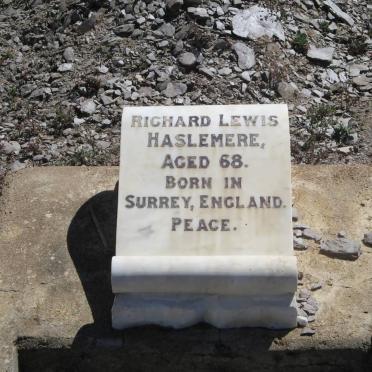 RICHARD LEWIS
HASLEMERE,
AGED 68.
BORN IN
SURREY, ENGLAND.
PEACE.